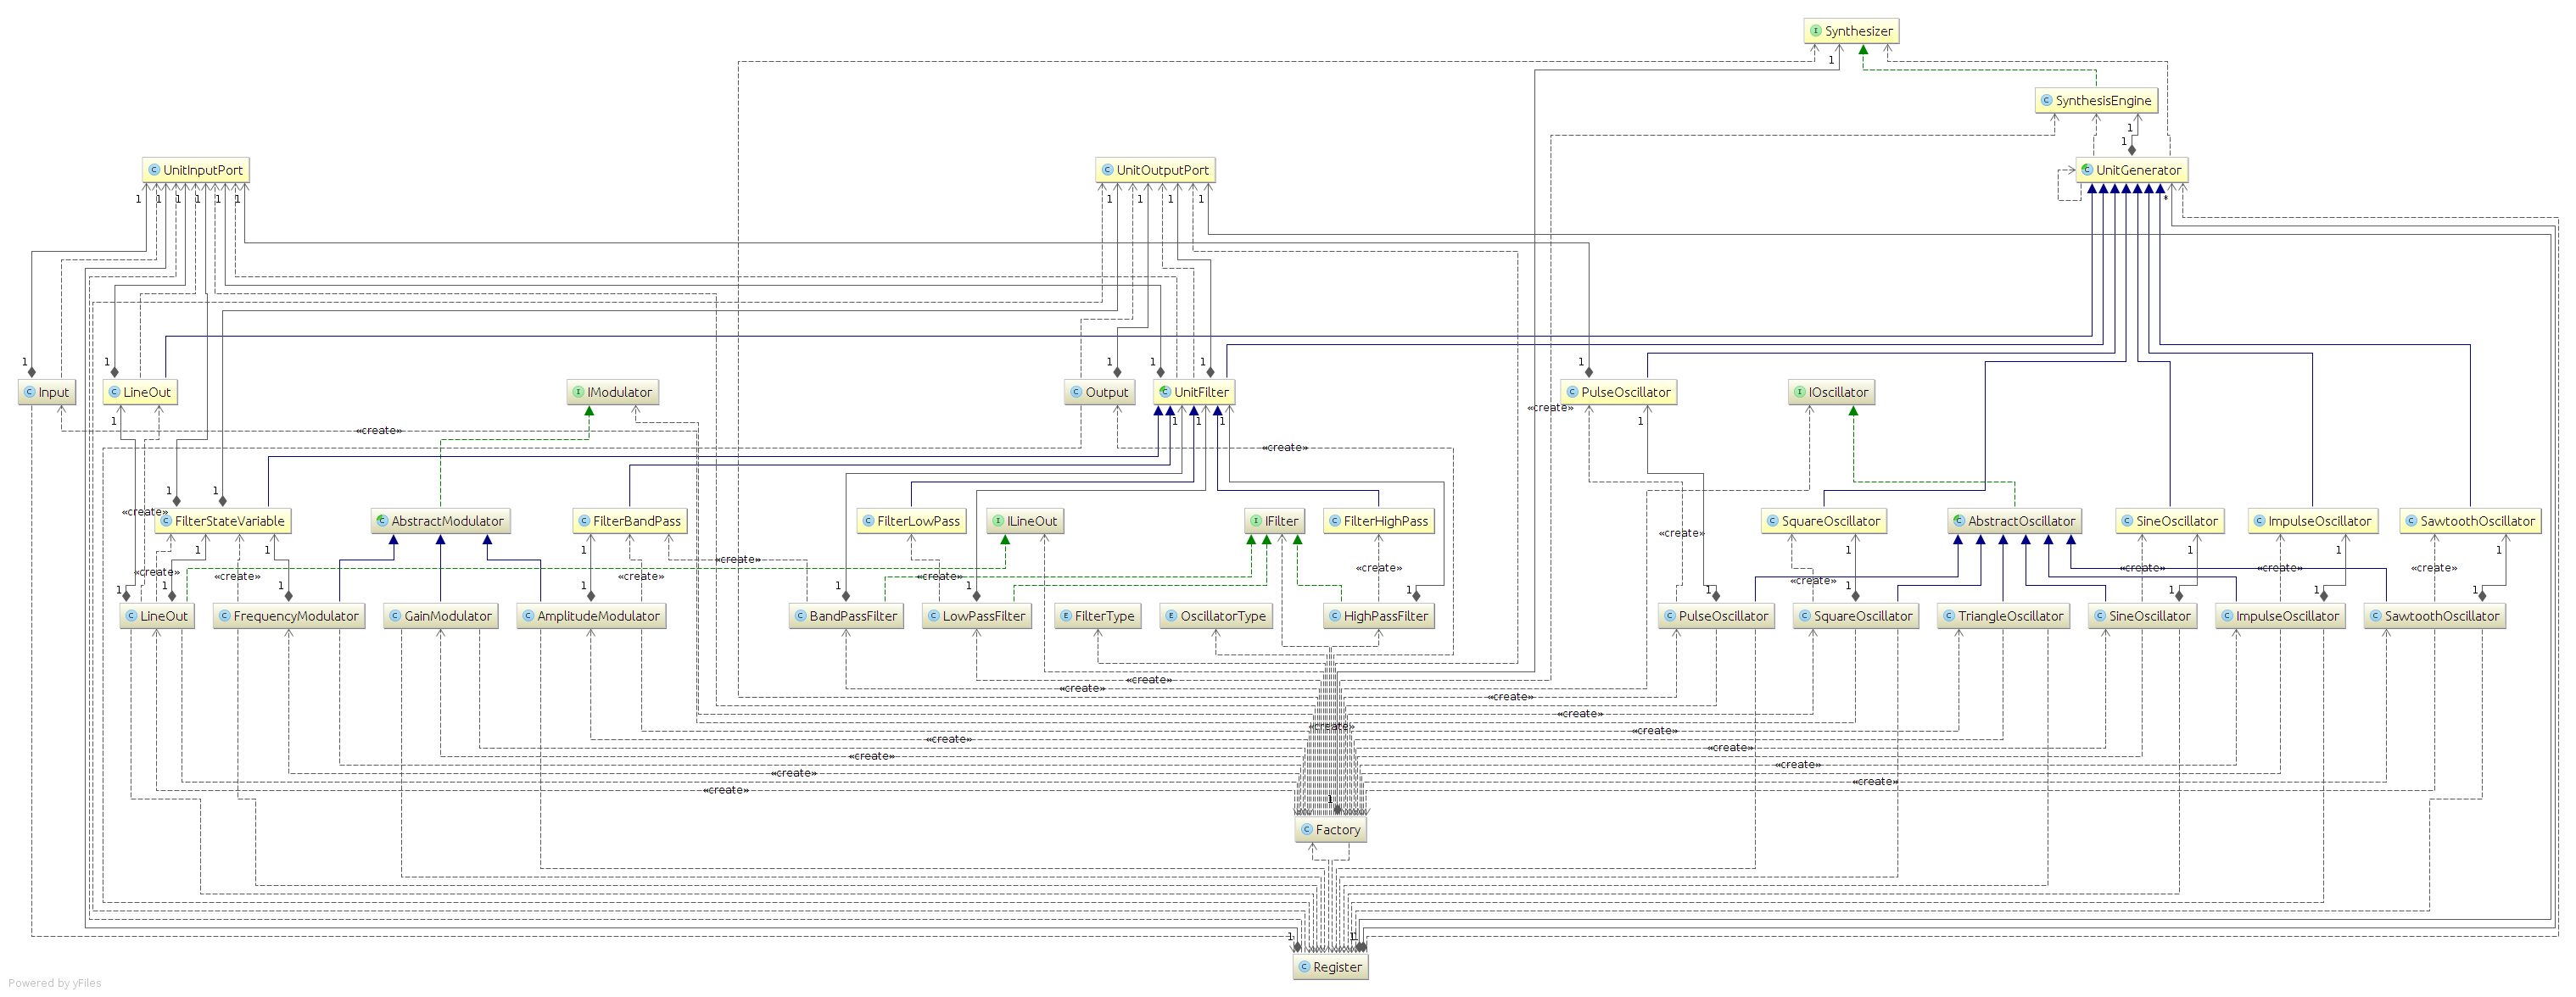 Synthesizer
1
SynthesisEngine
1
1
UnitInputPort
UnitOutputPort
UnitGenerator
1
1
1
1
1
1
1
1
1
1
*
1
1
1
1
1
1
Input
LineOut
IModulator
Output
UnitFilter
PulseOscillator
IOscillator
«create»
1
1
1
1
1
«create»
«create»
1
1
«create»
FilterStateVariable
AbstractModulator
FilterBandPass
FilterLowPass
ILineOut
IFilter
FilterHighPass
SquareOscillator
AbstractOscillator
SineOscillator
ImpulseOscillator
SawtoothOscillator
«create»
1
1
1
1
1
1
1
«create»
«create»
«create»
«create»
«create»
«create»
«create»
«create»
«create»
«create»
1
1
1
1
1
1
1
1
1
1
1
1
LineOut
FrequencyModulator
GainModulator
AmplitudeModulator
BandPassFilter
LowPassFilter
FilterType
OscillatorType
HighPassFilter
PulseOscillator
SquareOscillator
TriangleOscillator
SineOscillator
ImpulseOscillator
SawtoothOscillator
«create»
«create»
«create»
«create»
«create»
«create»
«create»
«create»
«create»
«create»
«create»
«create»
«create»
1
Factory
1
1
Register
Powered by yFiles